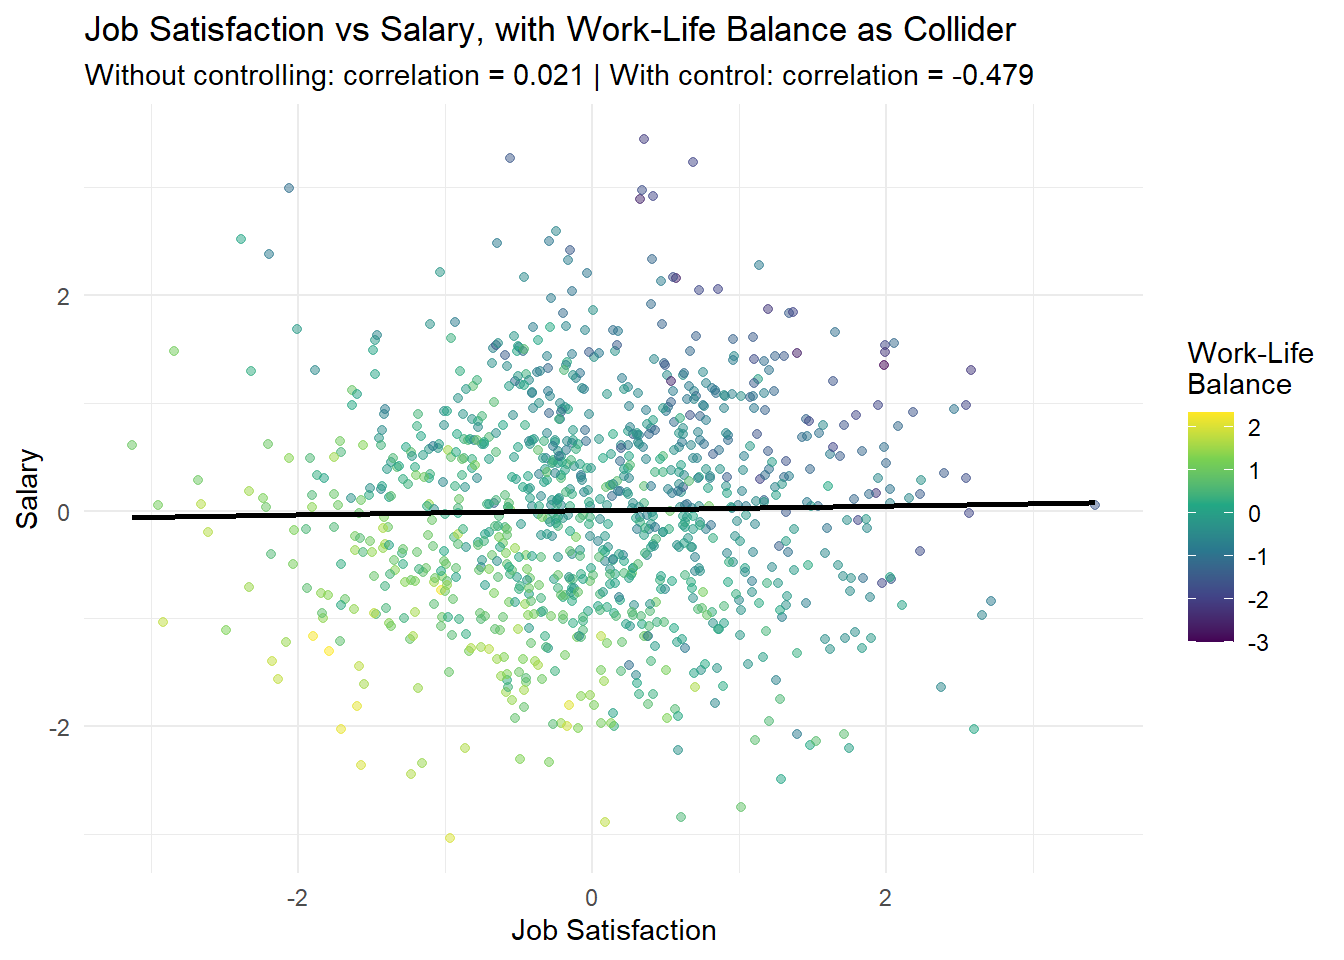 Job Satisfaction vs Salary, with Work-Life Balance as Collider
Without controlling: correlation = 0.021 | With control: correlation = -0.479
Salary
2
0
-2
-2
0
2
Job Satisfaction
Work-Life
Balance
2
1
0
-1
-2
-3